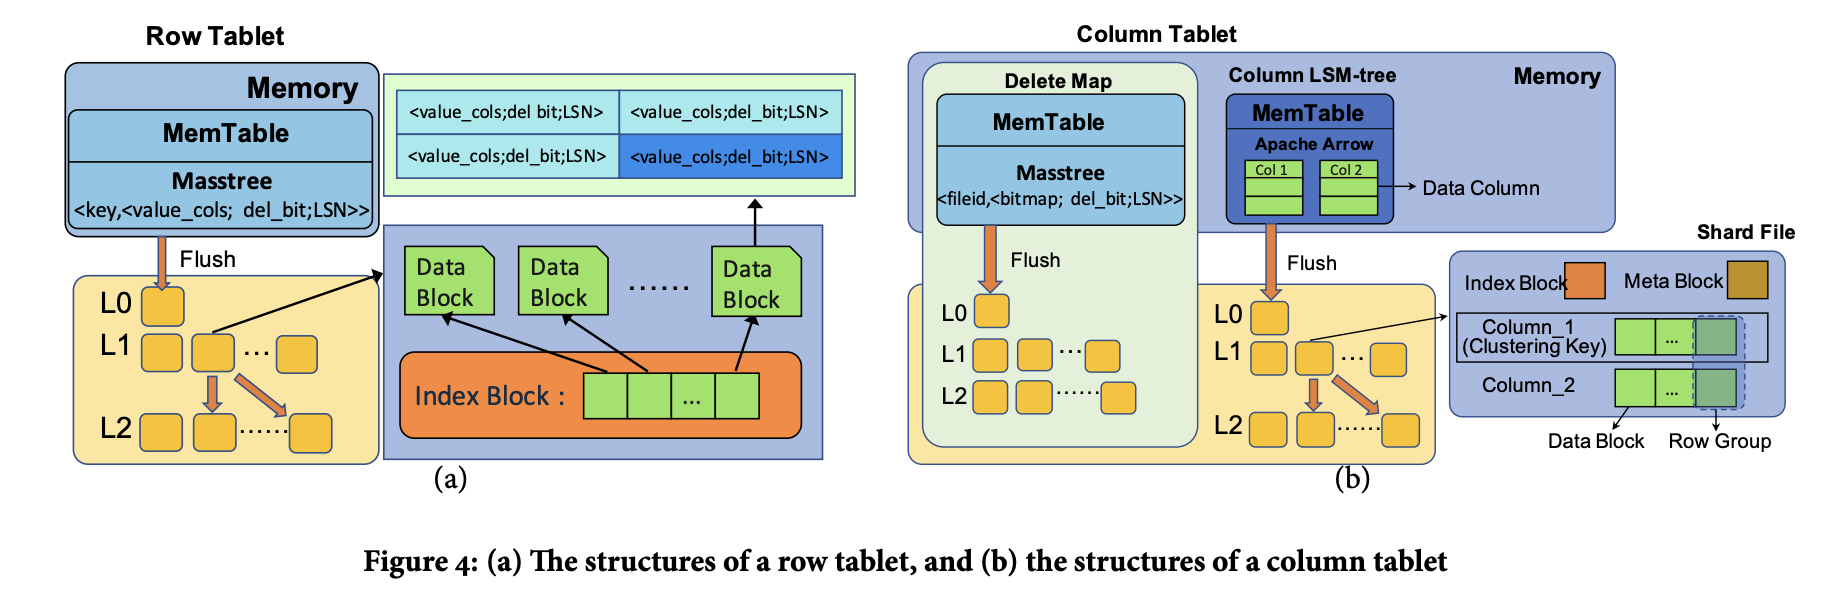 Row Tablet
Memory
MemTable
Masstree
<key,<value_cols; del_bit;LSN>>
Flush
L0
L1
...
L2
......
<value_cols;del bit;LSN>
<value_cols;del_bit;LSN>
<value_cols;del_bit;LSN>
<value_cols;del_bit;LSN>
Data
Block
Data
Block
......
Data
Block
Index Block :
...
(a)
Column Tablet
Memory
Delete Map
MemTable
Masstree
<fileid,<bitmap; del_bit;LSN>>
Flush
L0
L1
...
L2
......
Column LSM-tree
MemTable
Apache Arrow
Col 1
Col 2
Data Column
Flush
L0
L1
...
L2
......
Shard File
Index Block
Meta Block
Column_1
(Clustering Key)
...
Column_2
...
Data Block
Row Group
(b)
Figure 4: (a) The structures of a row tablet, and (b) the structures of a column tablet